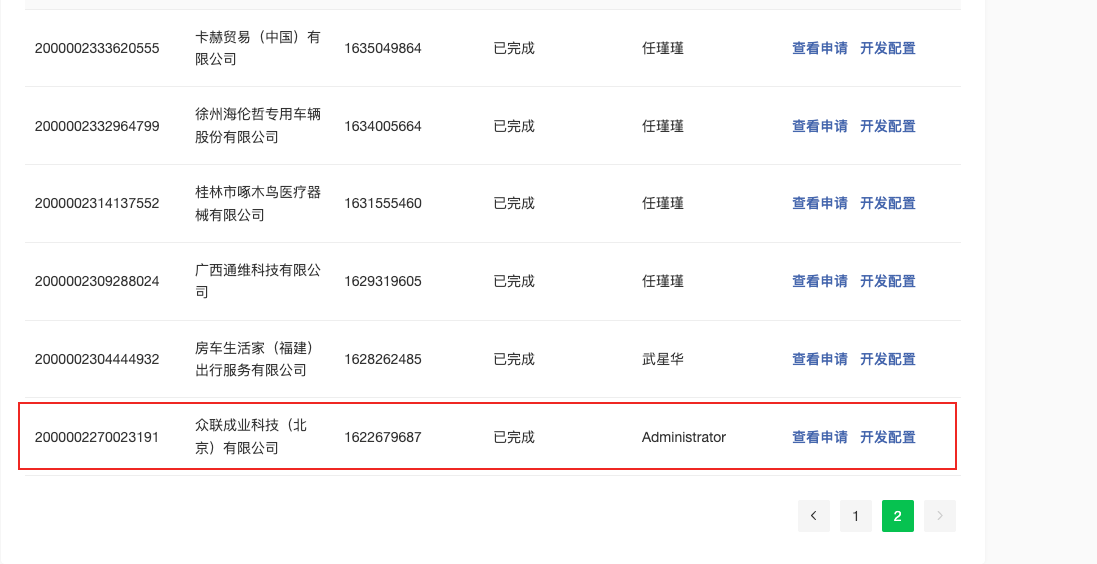 卡赫贸易（中国）有
2000002333620555 1635049864 已完成 任瑾瑾 查看申请 开发配置
限公司
徐州海伦哲专用车辆
2000002332964799 1634005664 已完成 任瑾瑾 查看申请 开发配置
股份有限公司
桂林市啄木鸟医疗器
2000002314137552 1631555460 已完成 任瑾瑾 查看申请 开发配置
械有限公司
广西通维科技有限公
2000002309288024 1629319605 已完成 任瑾瑾 查看申请 开发配置
司
房车生活家（福建）
2000002304444932 1628262485 已完成 武星华 查看申请 开发配置
出行服务有限公司
众联成业科技（北
2000002270023191 1622679687 已完成 Administrator 查看申请 开发配置
京）有限公司
1 2